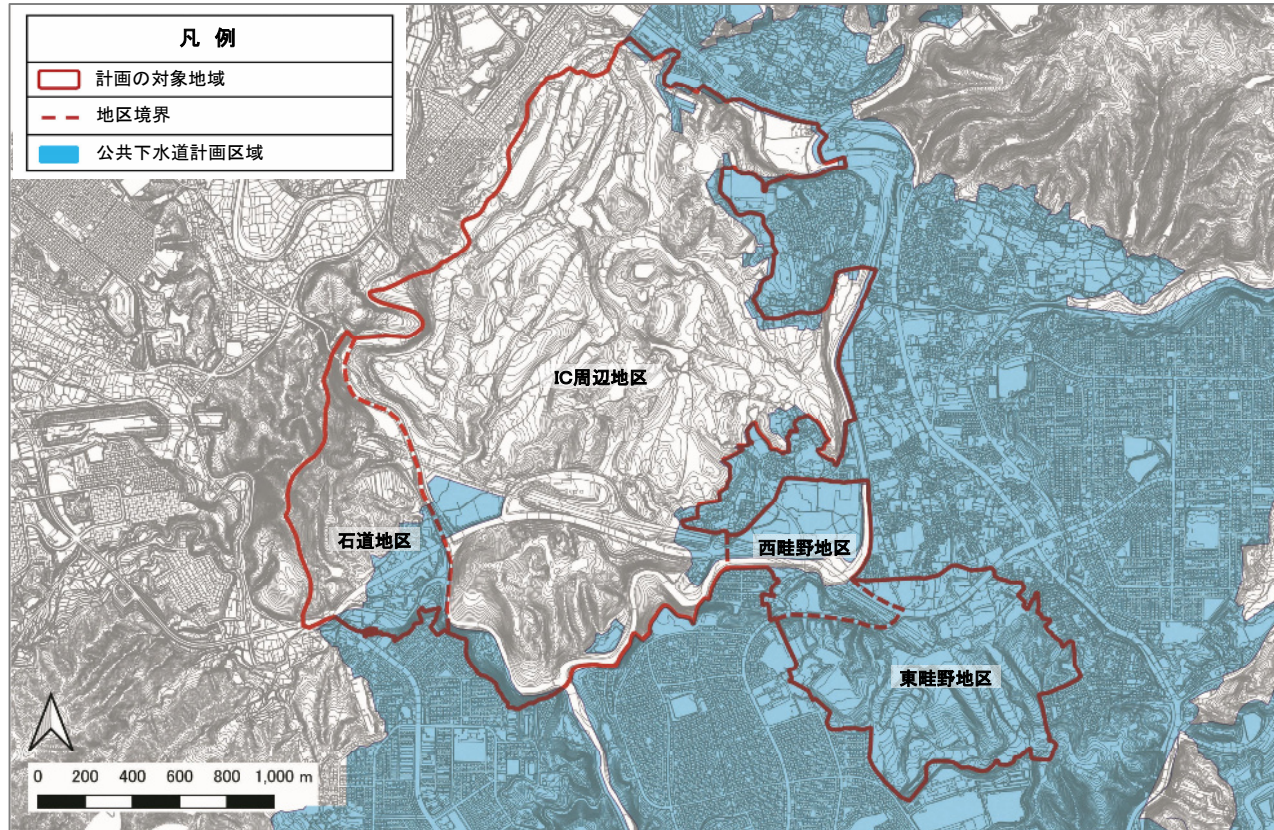 凡 例
計画の対象地域
地区境界
公共下水道計画区域
IC周辺地区
石道地区
西畦野地区
東畦野地区
0 200 400 600 800 1,000 m